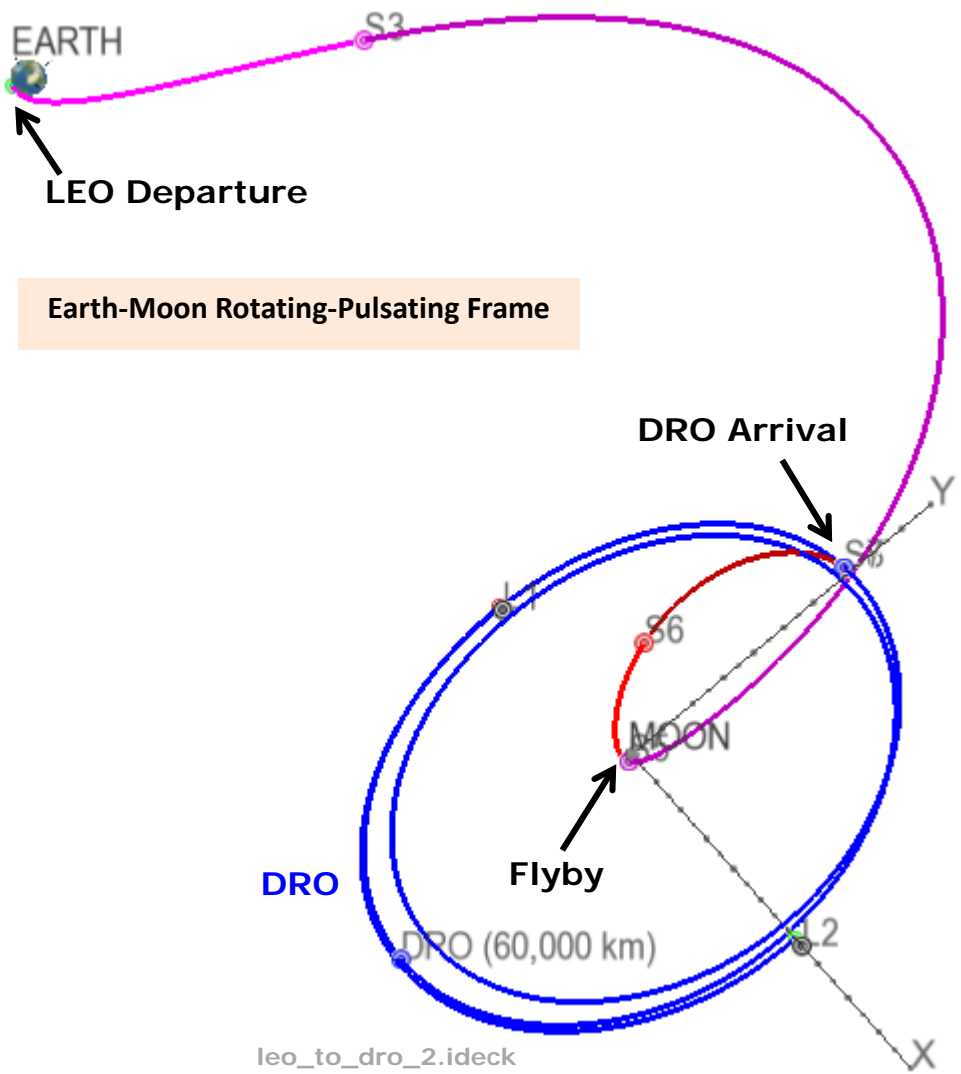 S3
EARTH
LEO Departure
Earth-Moon Rotating-Pulsating Frame
DRO Arrival
Y
L1
S6
MOON
Flyby
DRO
L2
DRO (60,000 km)
X
leo_to_dro_2.ideck